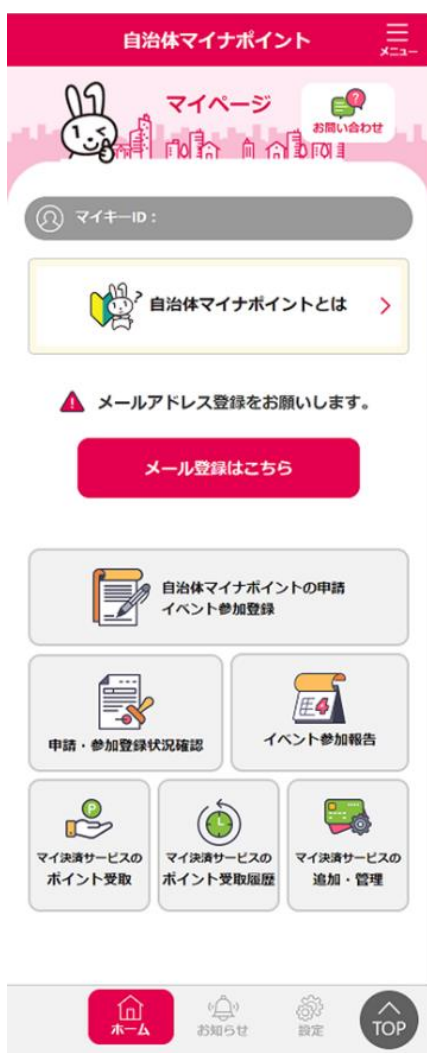 自治体マイナポイント
メニュー
マイページ
?
お問い合わせ
マイキーID：
?
自治体マイナポイントとは
メールアドレス登録をお願いします。
メール登録はこちら
自治体マイナポイントの申請
イベント参加登録
申請・参加登録状況確認
4
イベント参加報告
P
マイ決済サービスの
ポイント受取
マイ決済サービスの
ポイント受取履歴
マイ決済サービスの
追加・管理
ホーム
お知らせ
設定
TOP